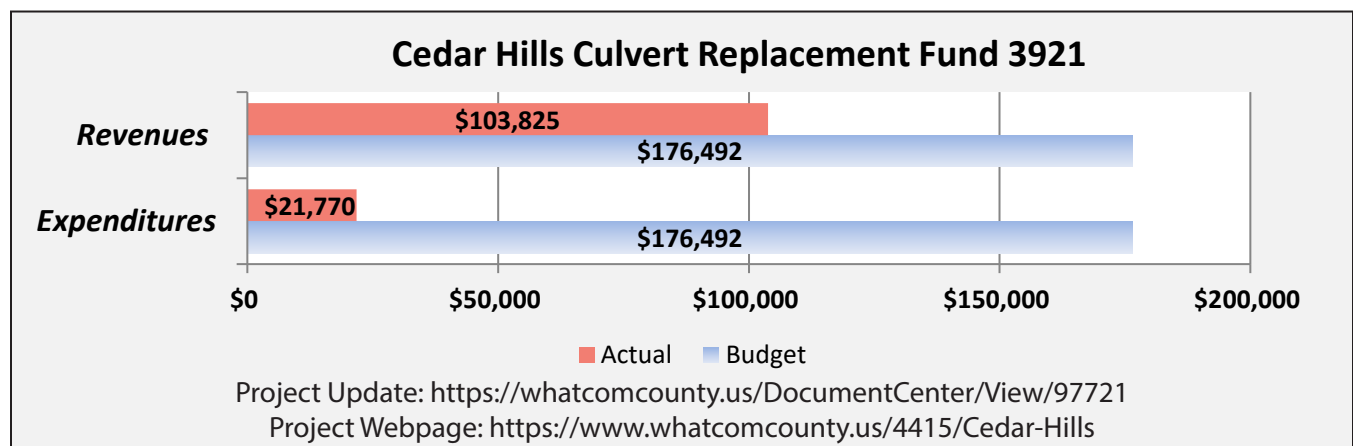 Cedar Hills Culvert Replacement Fund 3921
Revenues
$103,825
$176,492
Expenditures
$21,770
$176,492
$0 $50,000 $100,000 $150,000 $200,000
Actual Budget
Project Update: https://whatcomcounty.us/DocumentCenter/View/97721
Project Webpage: https://www.whatcomcounty.us/4415/Cedar-Hills